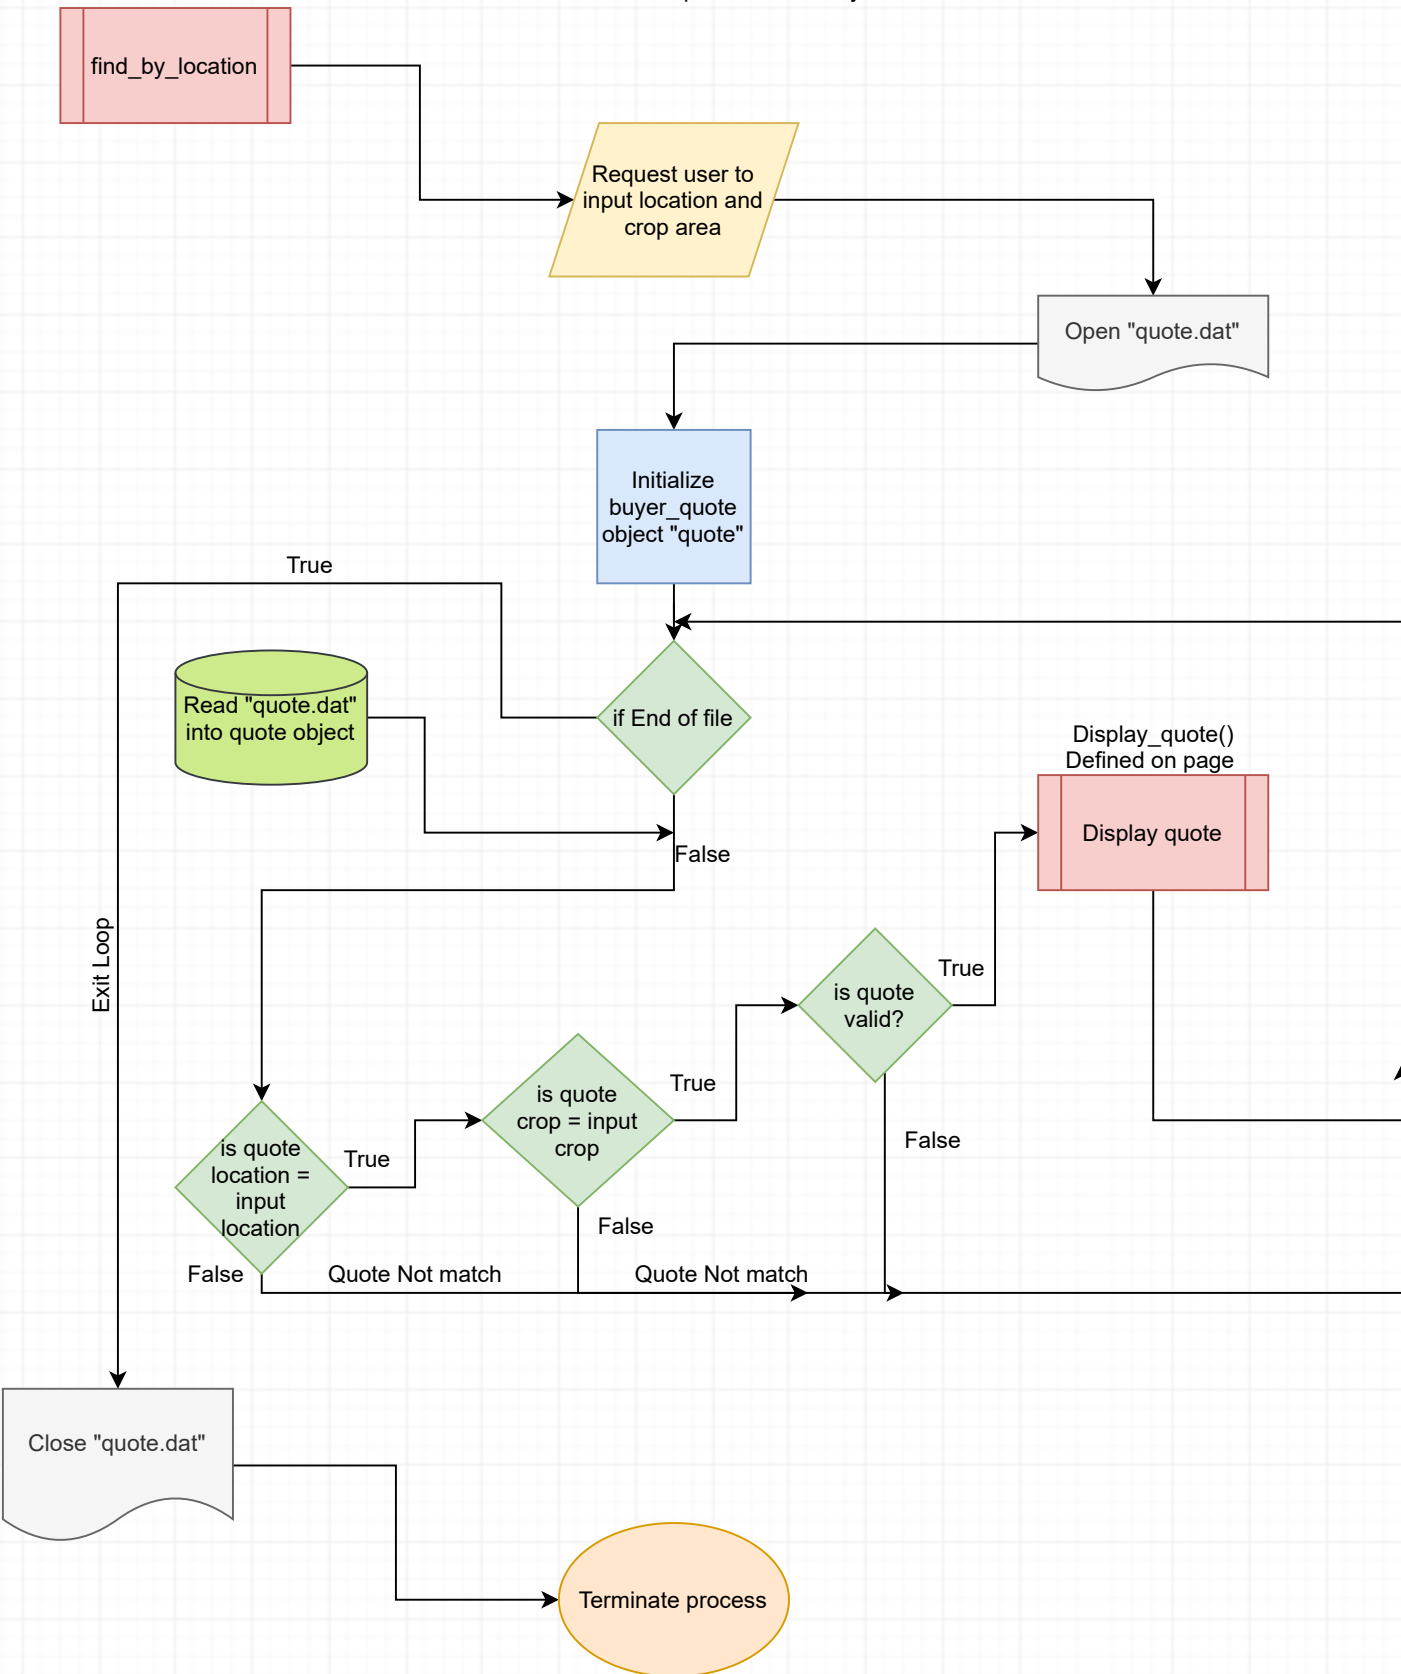 find_by_location
Request user to
input location and
crop area
Open "quote.dat"
Initialize
buyer_quote
object "quote"
True
Read "quote.dat"
into quote object
if End of file
Display_quote()
Defined on page
Display quote
False
Exit Loop
is quote
valid?
True
is quote
crop = input
crop
True
False
is quote
location =
input
location
True
False
False
Quote Not match
Quote Not match
Close "quote.dat"
Terminate process